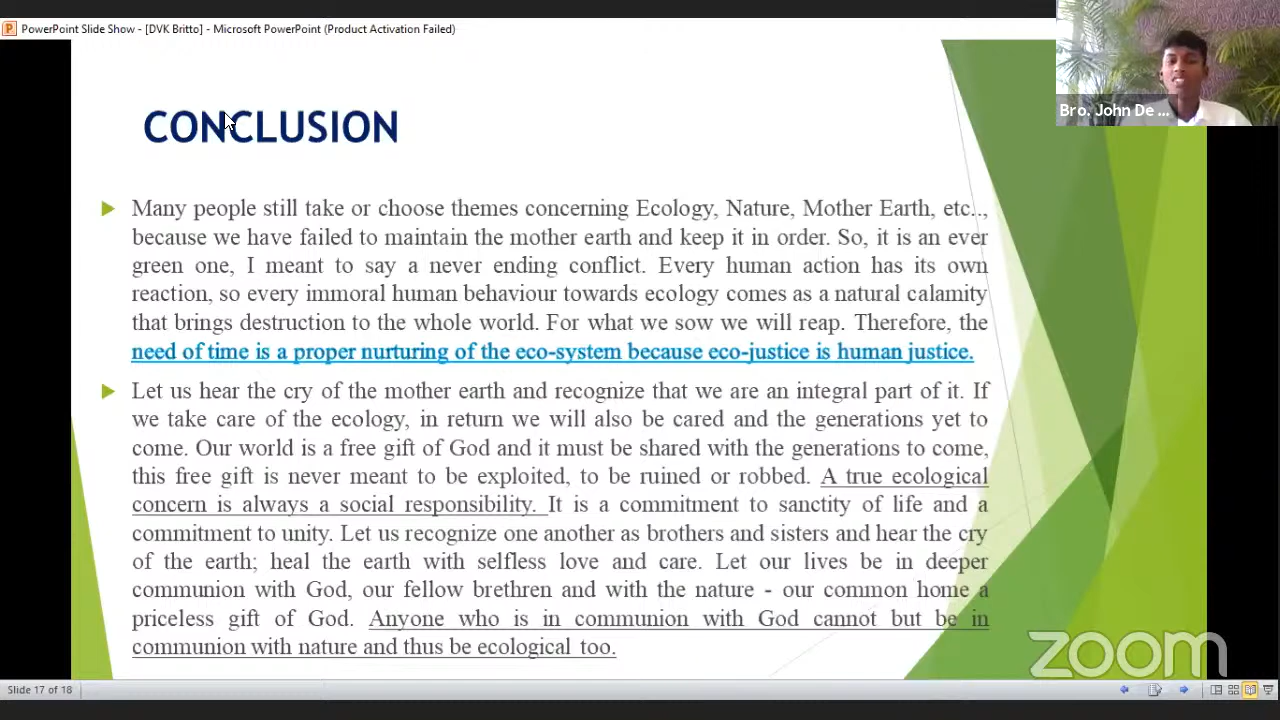 PowerPoint Slide Show - [DVK Britto] - Microsoft PowerPoint (Product Activation Failed)
Bro. John De ...
CONCLUSION
Many people still take or choose themes concerning Ecology, Nature, Mother Earth, etc..,
because we have failed to maintain the mother earth and keep it in order. So, it is an ever
green one, I meant to say a never ending conflict. Every human action has its own
reaction, so every immoral human behaviour towards ecology comes as a natural calamity
that brings destruction to the whole world. For what we sow we will reap. Therefore, the
need of time is a proper nurturing of the eco-system because eco-justice is human justice.
Let us hear the cry of the mother earth and recognize that we are an integral part of it. If
we take care of the ecology, in return we will also be cared and the generations yet to
come. Our world is a free gift of God and it must be shared with the generations to come,
this free gift is never meant to be exploited, to be ruined or robbed. A true ecological
concern is always a social responsibility. It is a commitment to sanctity of life and a
commitment to unity. Let us recognize one another as brothers and sisters and hear the cry
of the earth; heal the earth with selfless love and care. Let our lives be in deeper
communion with God, our fellow brethren and with the nature - our common home a
priceless gift of God. Anyone who is in communion with God cannot but be in
communion with nature and thus be ecological too.
zoom
Slide 17 of 18